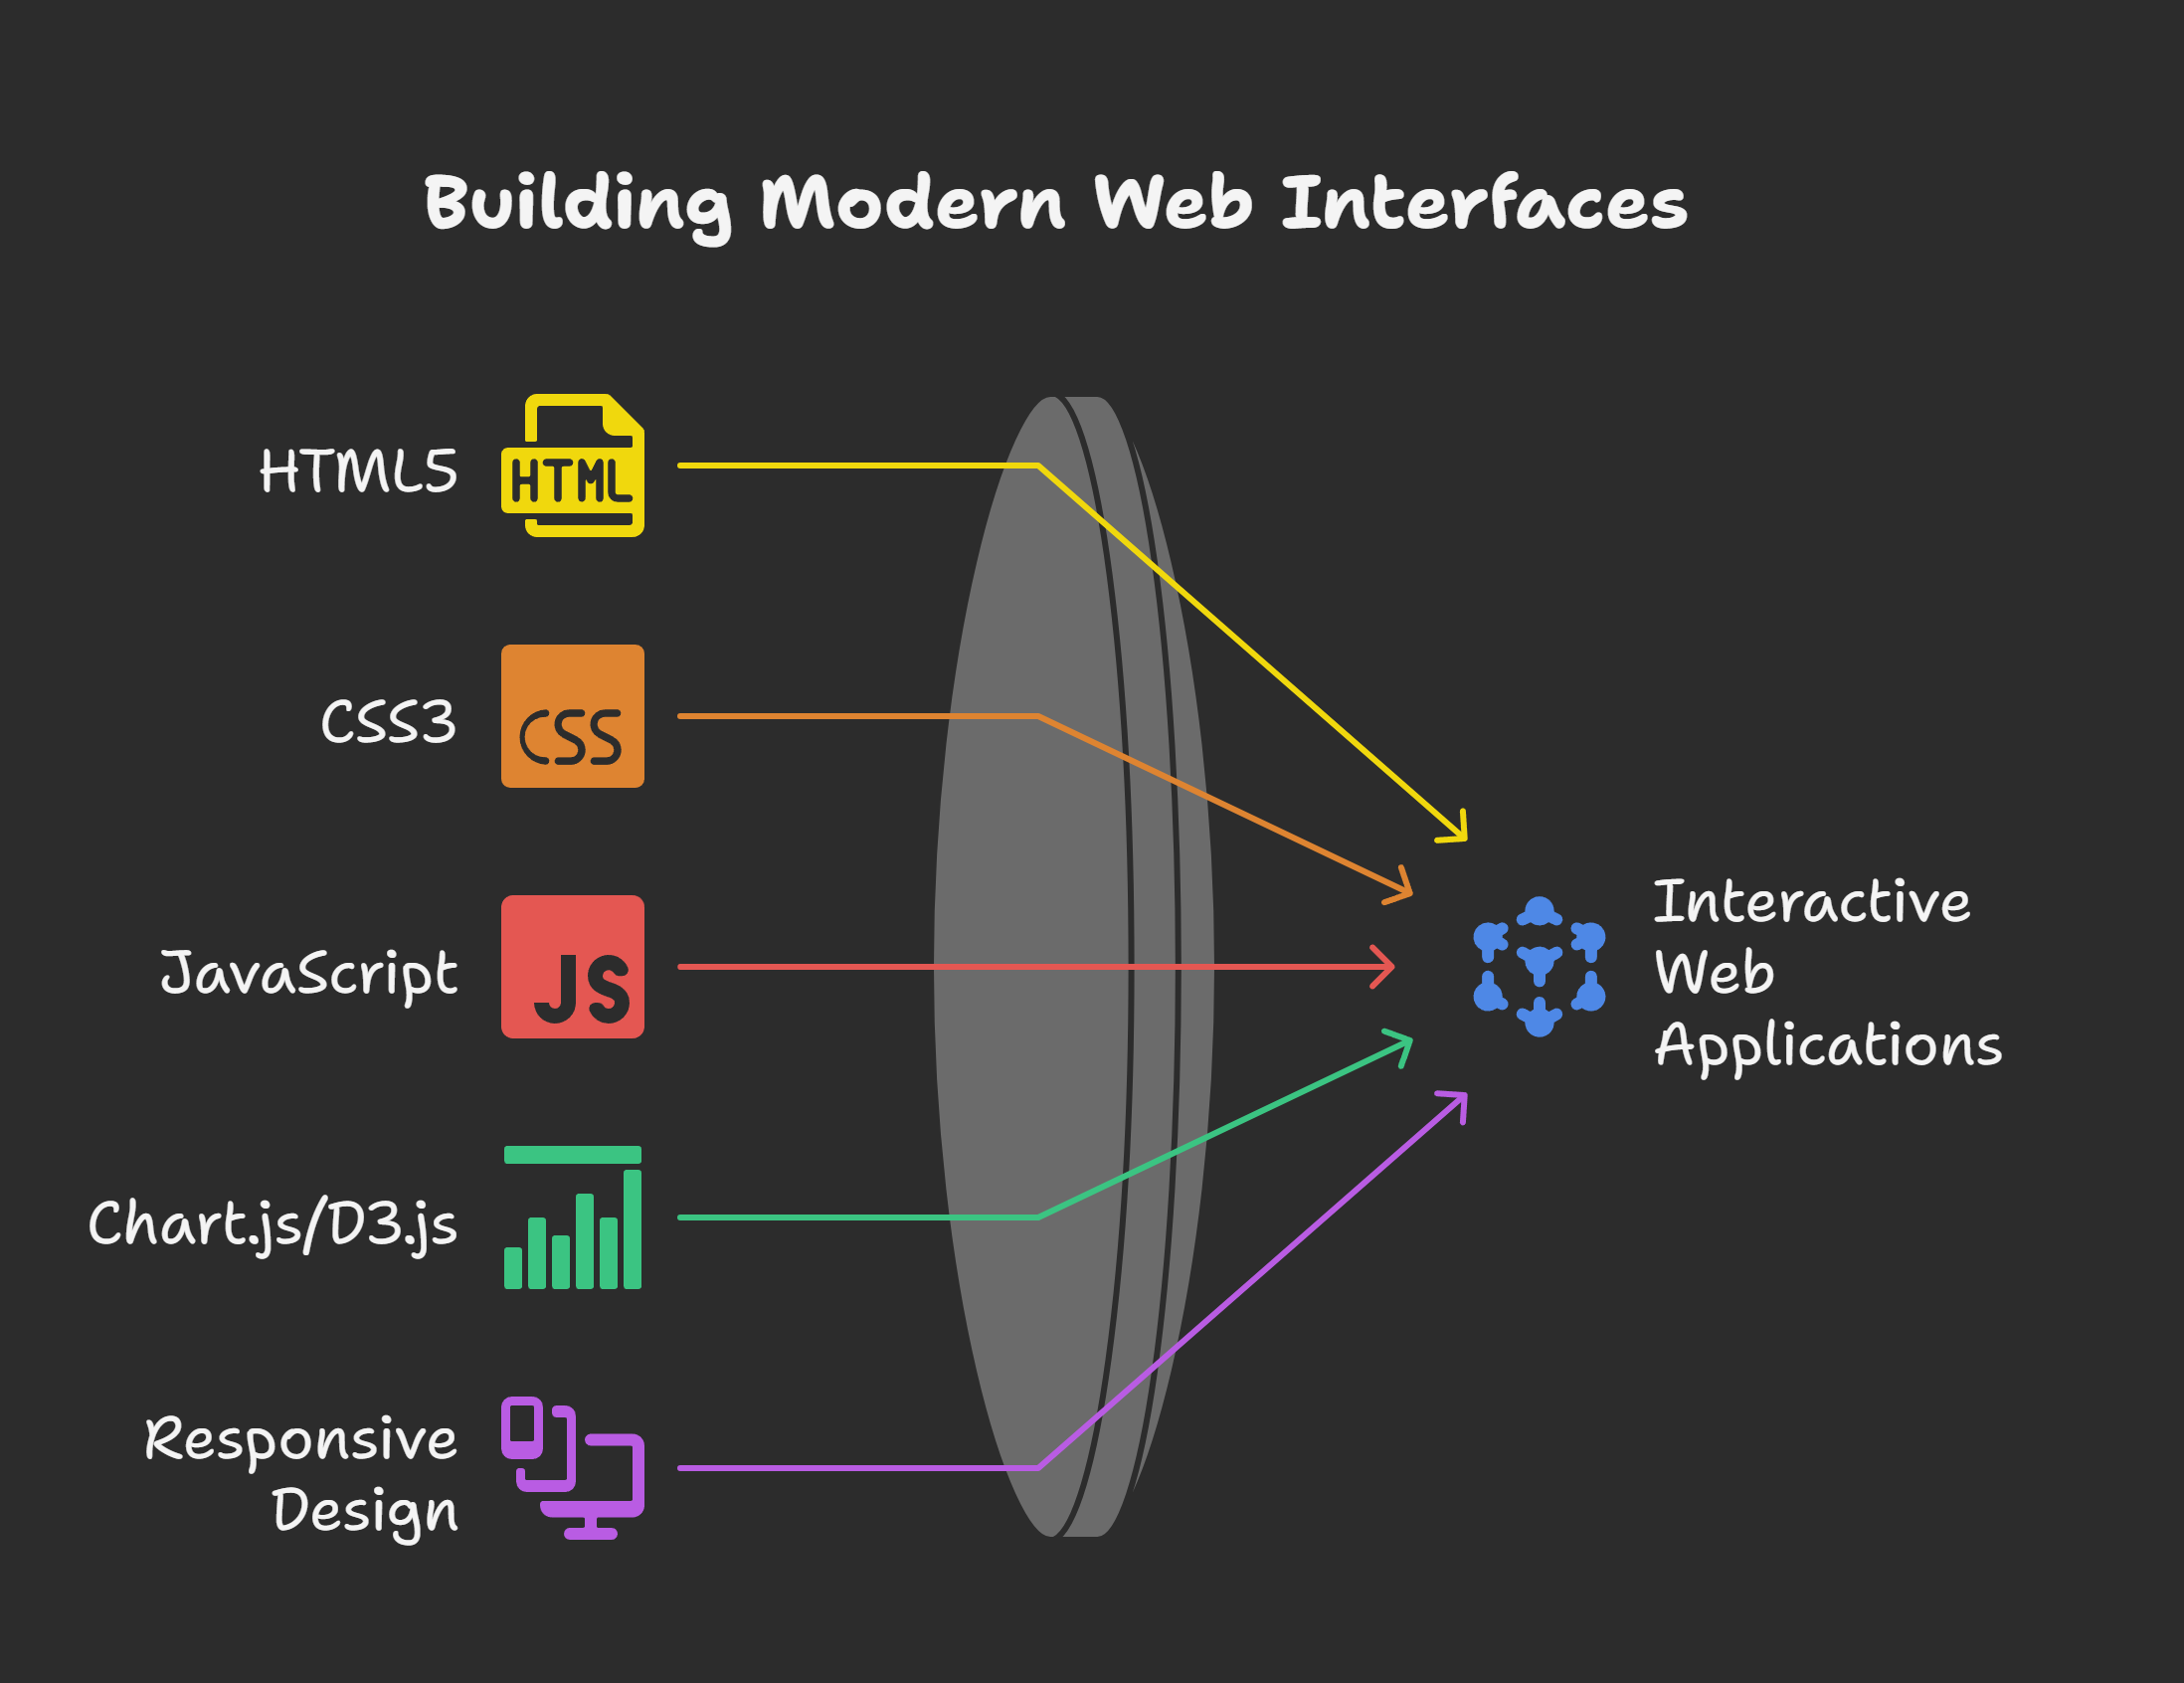 Building Modern Web Interfaces
HTML5
HTML
CSS3
CSS
JavaScript
JS
Interactive
Web
Applications
Chart.js/D3.js
Responsive
Design